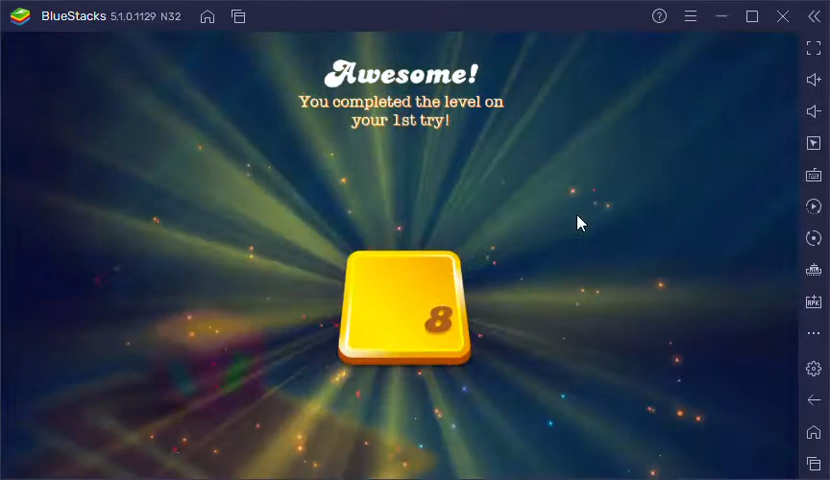 BlueStacks 5.1.0.1129 N32
Awesome!
You completed the level on
your 1st try!
8